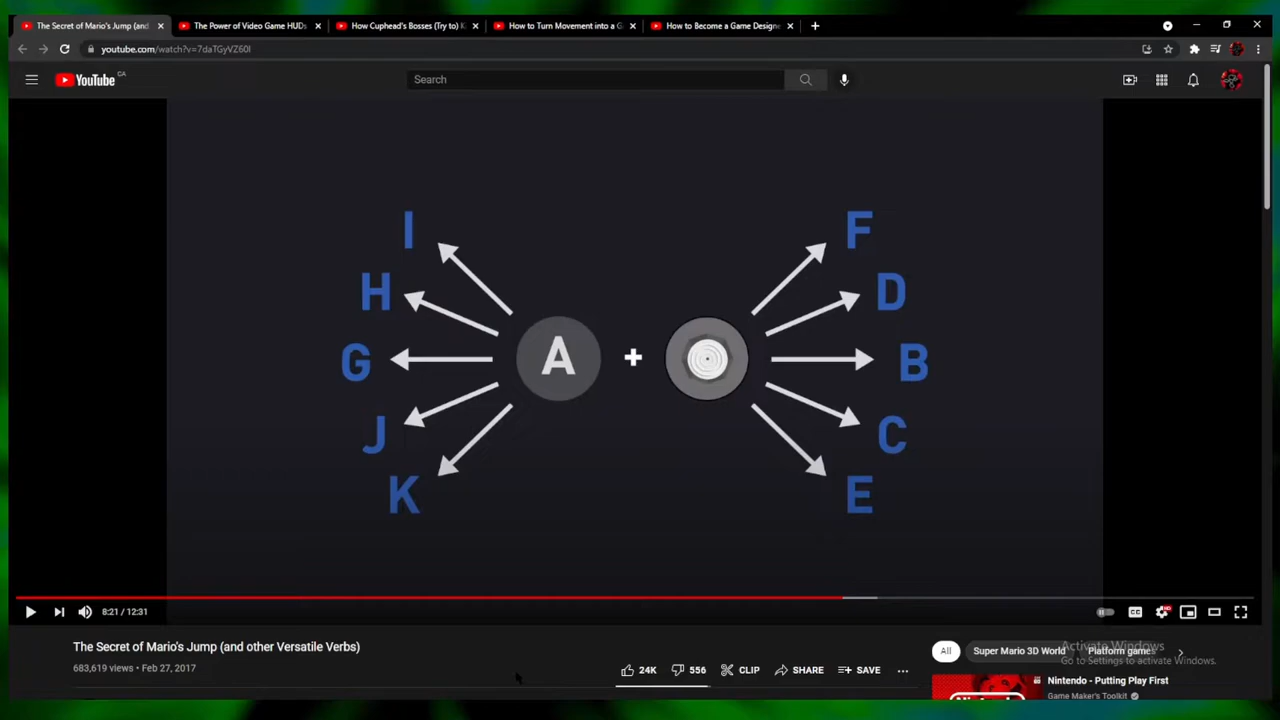 The Secret of Mario's Jump (and
The Power of Video Game HUDs
How Cuphead's Bosses (Try to) K
How to Turn Movement into a G
How to Become a Game Designe
youtube.com/watch?v=7daTGyVZ60I
YouTube CA
Search
I
F
H
D
A
+
G
B
J
C
K
E
8:21 / 12:31
The Secret of Mario's Jump (and other Versatile Verbs)
683,619 views • Feb 27, 2017
24K
556
CLIP
SHARE
SAVE
All
Super Mario 3D World
Platform games
Activate Windows
Go to Settings to activate Windows.
Nintendo - Putting Play First
Game Maker's Toolkit